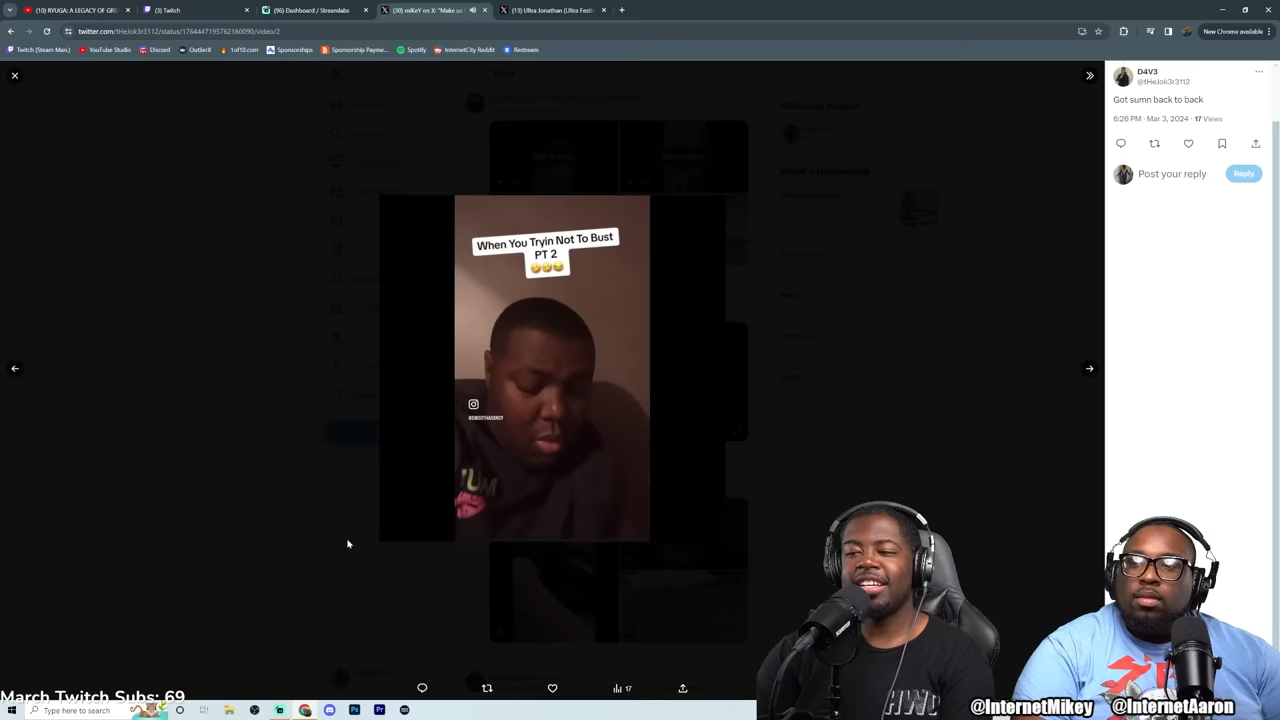 (10) RYUGA: A LEGACY OF GRE
(3) Twitch
(96) Dashboard / Streamlabs
(30) miKeY on X: "Make us
(13) Ultra Jonathan (Ultra Festi
twitter.com/tHeJok3r3112/status/1764447195762160090/video/2
New Chrome available
Twitch (Steam Man.)
YouTube Studio
Discord
OutlierX
1of10.com
Sponsorships
Sponsorship Payme...
Spotify
InternetCity Reddit
Restream
D4V3
@tHeJok3r3112
Got sumn back to back
6:26 PM · Mar 3, 2024 · 17 Views
Post your reply
Reply
When You Tryin Not To Bust
PT 2
🤣🤣😂
@DBOOTHASSROY
17
March Twitch Subs: 69
Type here to search
HWD
@InternetMikey
@InternetAaron